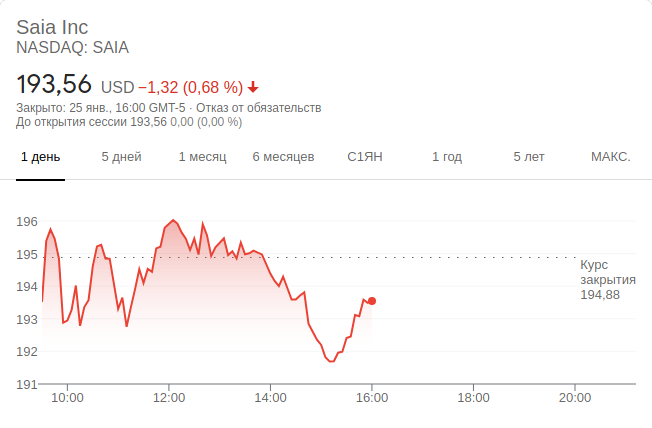 Saia Inc
NASDAQ: SAIA
193,56 USD −1,32 (0,68 %)
Закрыто: 25 янв., 16:00 GMT-5 · Отказ от обязательств
До открытия сессии 193,56 0,00 (0,00 %)
1 день 5 дней 1 месяц 6 месяцев С1ЯН 1 год 5 лет МАКС.
196
195
Курс
закрытия
194,88
194
193
192
191
10:00 12:00 14:00 16:00 18:00 20:00